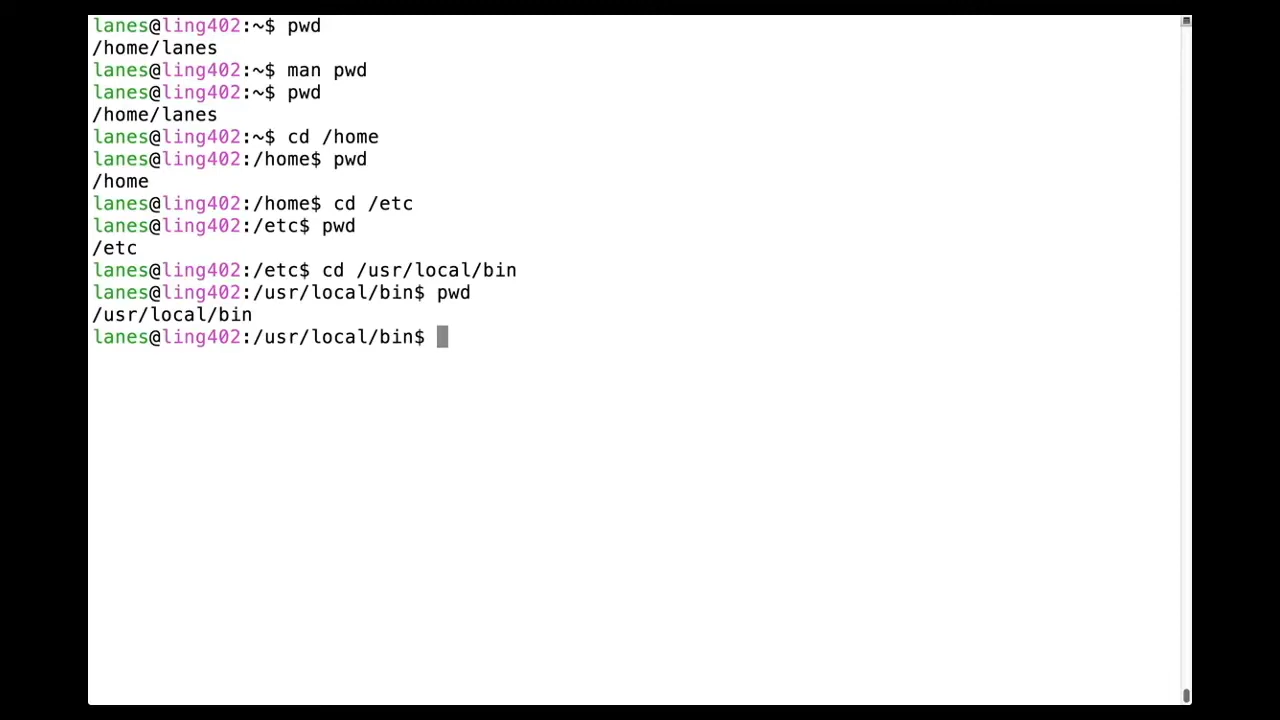 lanes@ling402:~$ pwd
/home/lanes
lanes@ling402:~$ man pwd
lanes@ling402:~$ pwd
/home/lanes
lanes@ling402:~$ cd /home
lanes@ling402:/home$ pwd
/home
lanes@ling402:/home$ cd /etc
lanes@ling402:/etc$ pwd
/etc
lanes@ling402:/etc$ cd /usr/local/bin
lanes@ling402:/usr/local/bin$ pwd
/usr/local/bin
lanes@ling402:/usr/local/bin$